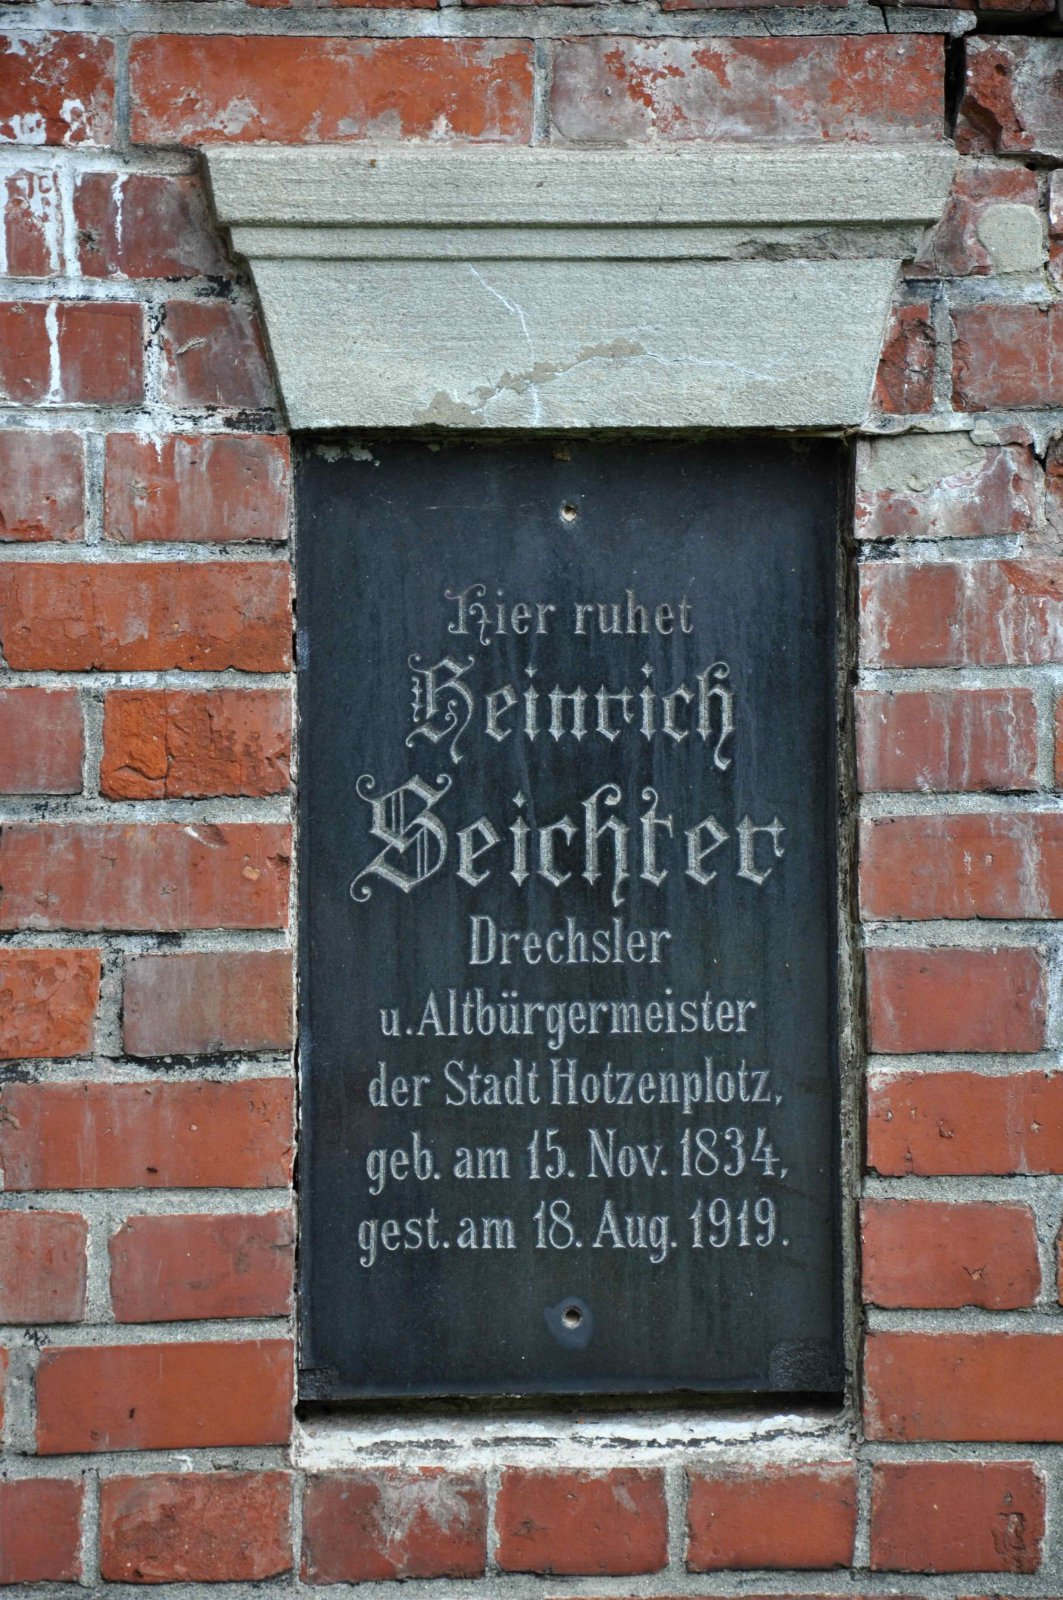 Hier ruhet
Heinrich
Seichter
Drechsler
u. Altbürgermeister
der Stadt Hotzenplotz,
geb. am 15. Nov. 1834,
gest. am 18. Aug. 1919.